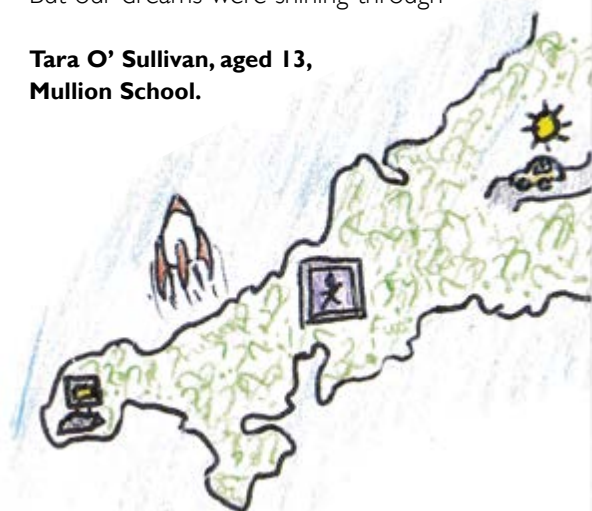 But our dreams were shining through
Tara O' Sullivan, aged 13,
Mullion School.